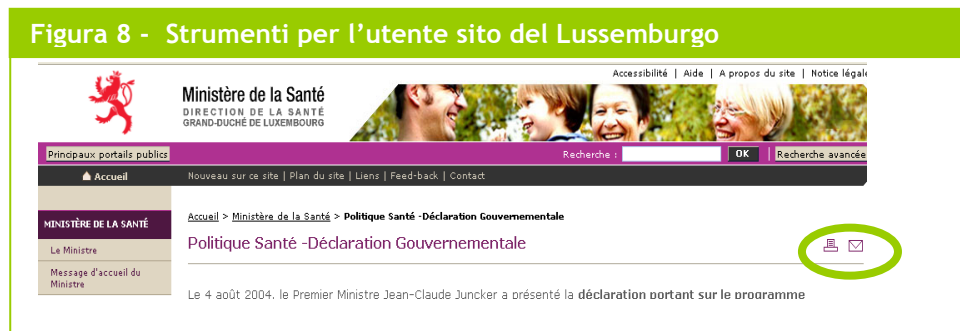 Figura 8 - Strumenti per l'utente sito del Lussemburgo
Accessibilité | Aide | A propos du site | Notice légale
Ministère de la Santé
DIRECTION DE LA SANTÉ
GRAND-DUCHÉ DE LUXEMBOURG
Principaux portails publics
Recherche :
OK | Recherche avancée
Accueil
Nouveau sur ce site | Plan du site | Liens | Feed-back | Contact
Accueil > Ministère de la Santé > Politique Santé -Déclaration Gouvernementale
MINISTÈRE DE LA SANTÉ
Politique Santé -Déclaration Gouvernementale
Le Ministre
Message d'accueil du
Ministre
Le 4 août 2004, le Premier Ministre Jean-Claude Juncker a présenté la déclaration portant sur le programme